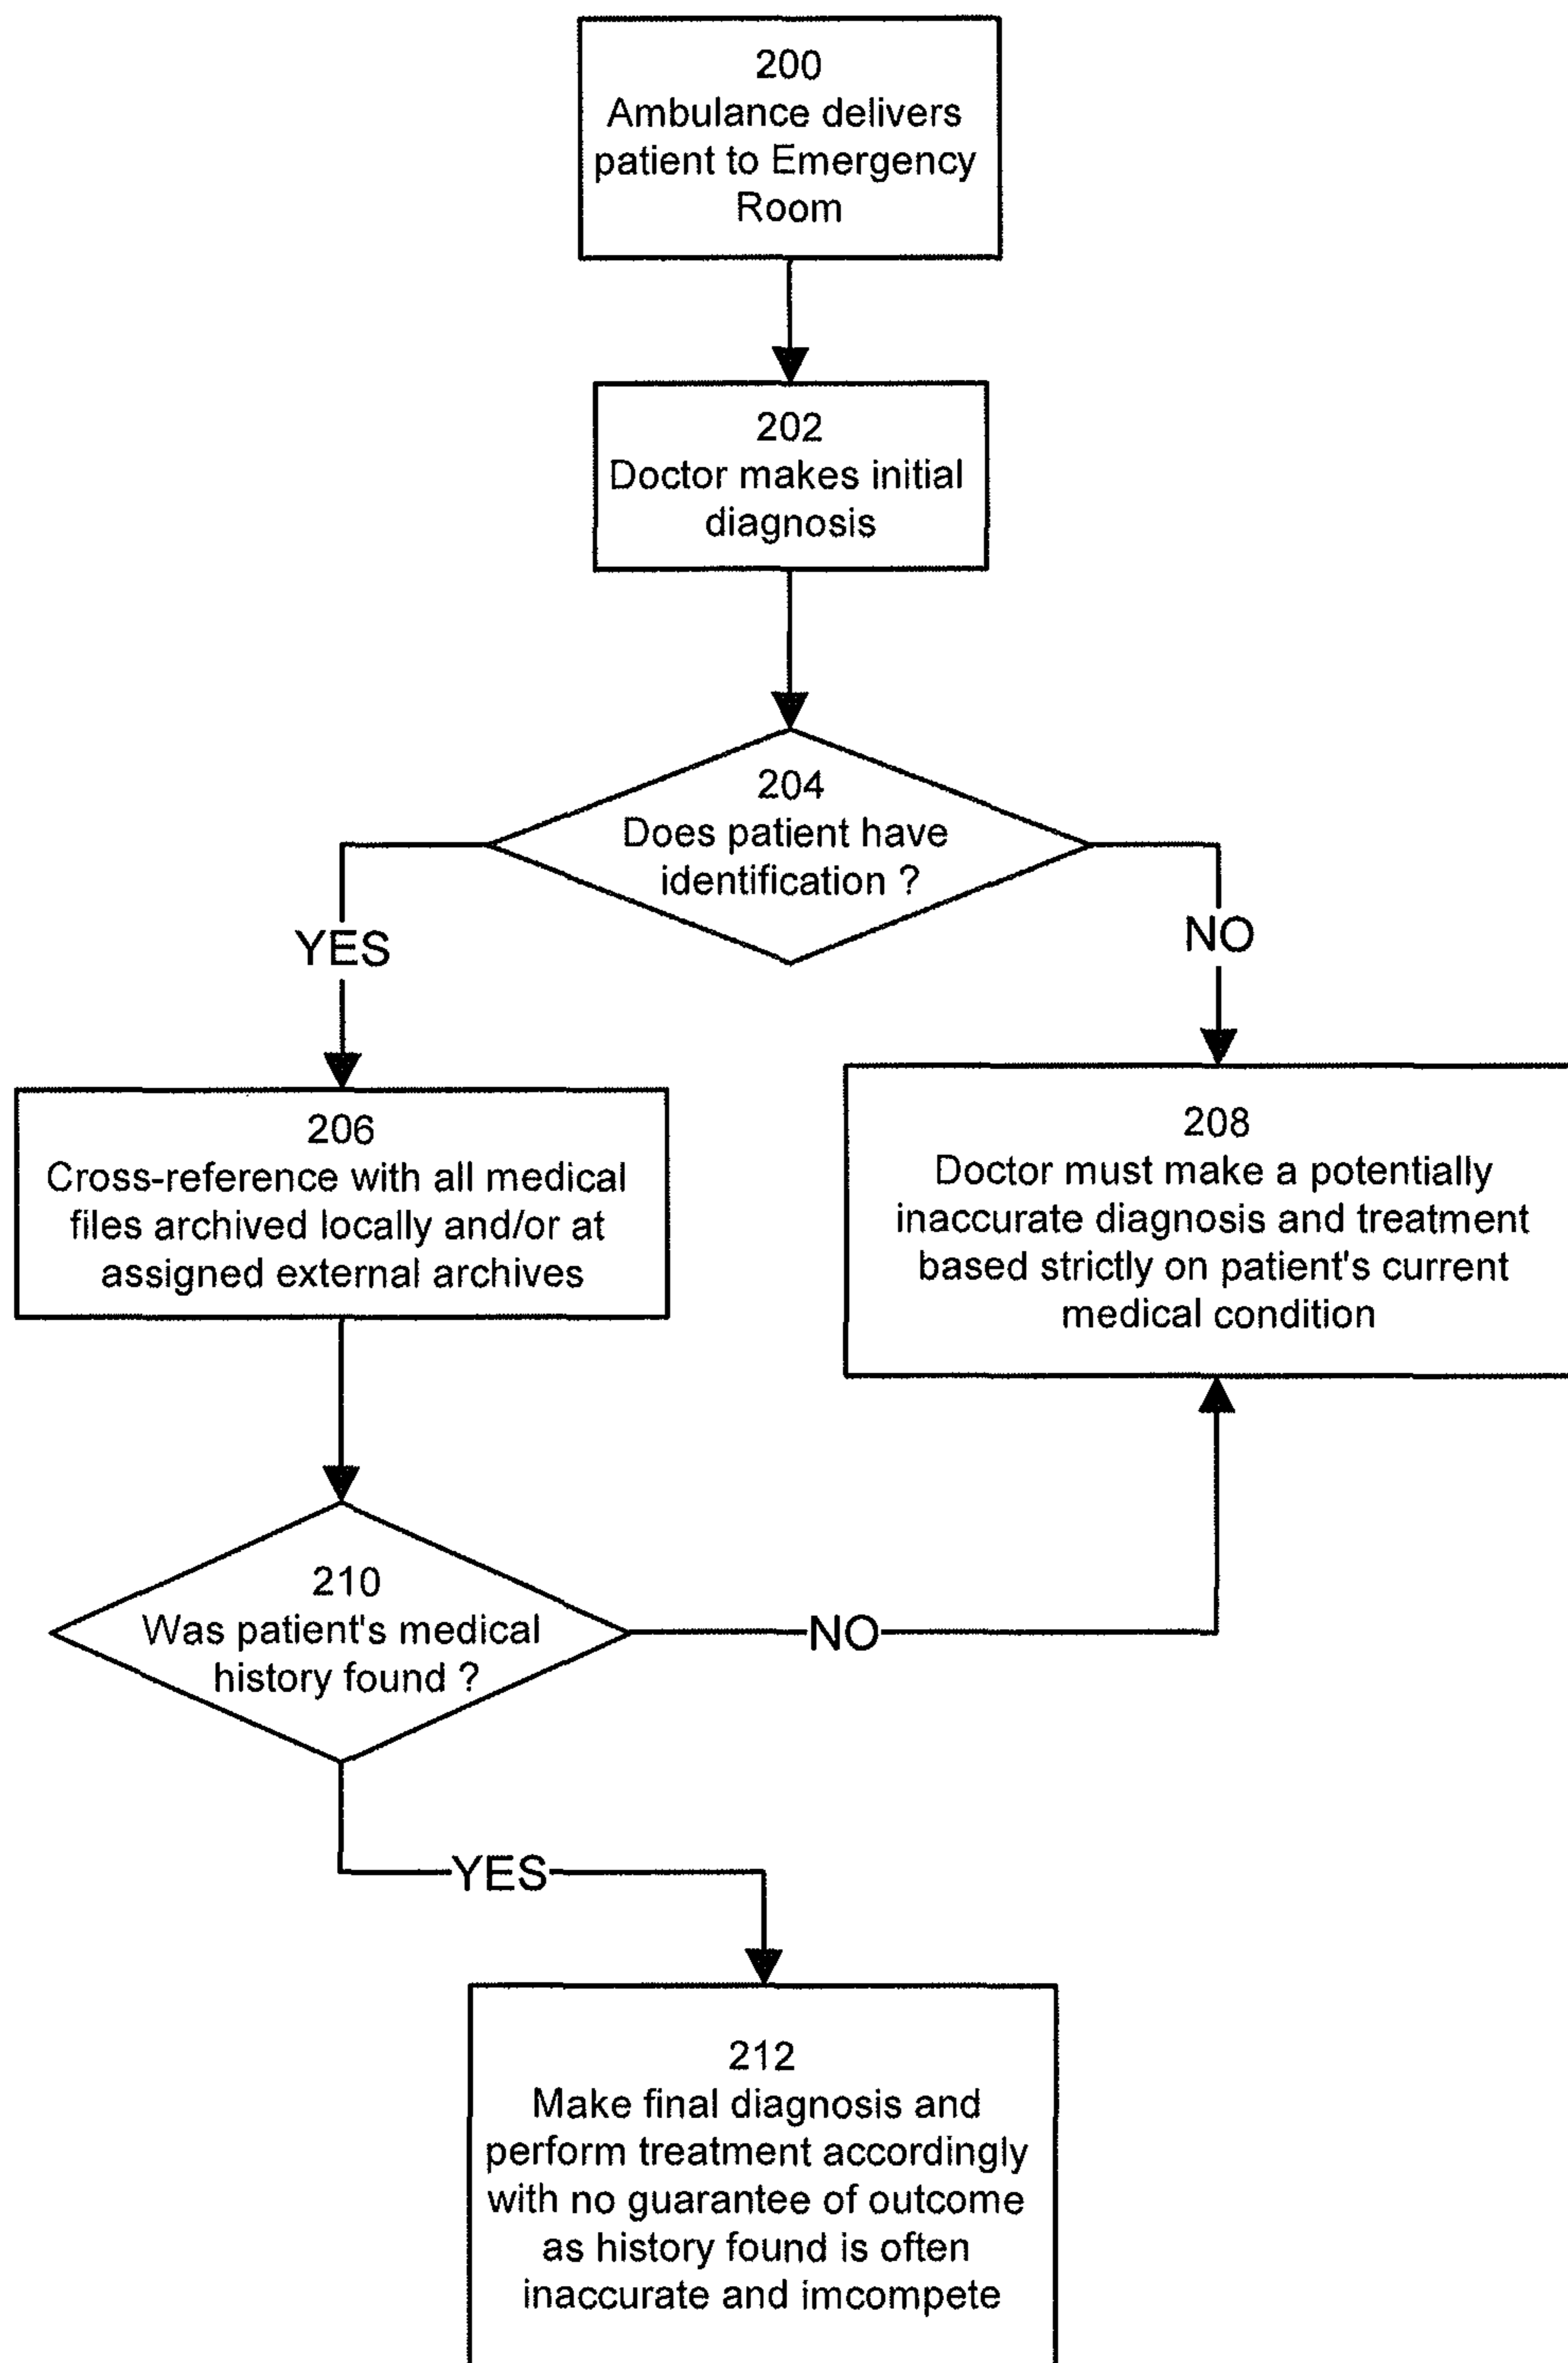 200
Ambulance delivers
patient to Emergency
Room
202
Doctor makes initial
diagnosis
204
Does patient have
identification ?
YES
NO
206
Cross-reference with all medical
files archived locally and/or at
assigned external archives
208
Doctor must make a potentially
inaccurate diagnosis and treatment
based strictly on patient's current
medical condition
210
Was patient's medical
history found ?
NO
YES
212
Make final diagnosis and
perform treatment accordingly
with no guarantee of outcome
as history found is often
inaccurate and imcompete